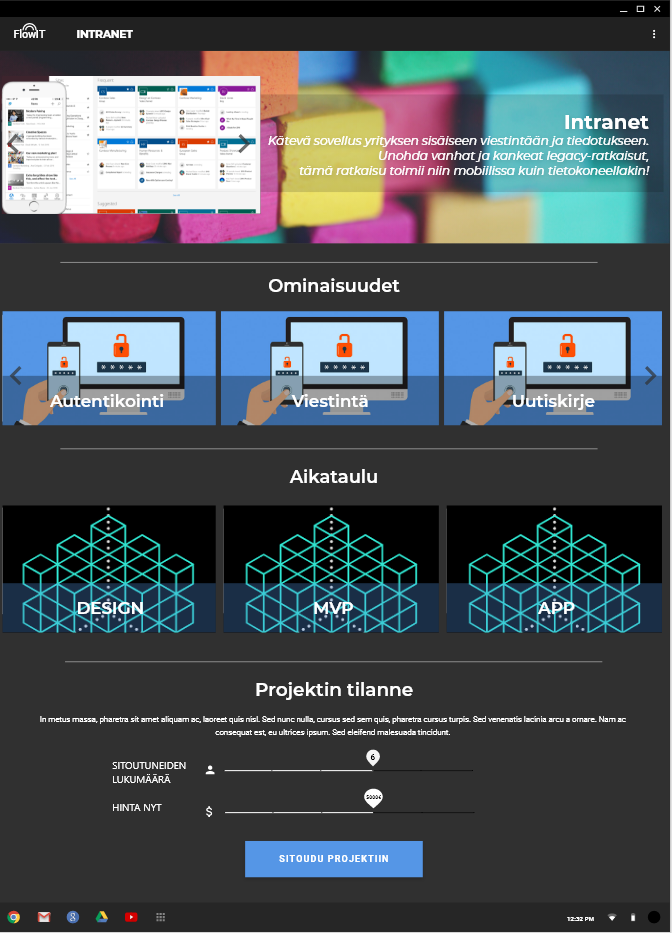 FlowIT
INTRANET
Intranet
Kätevä sovellus yrityksen sisäiseen viestintään ja tiedotukseen.
Unohda vanhat ja kankeat legacy-ratkaisut,
tämä ratkaisu toimii niin mobiilissa kuin tietokoneellakin!
Ominaisuudet
Autentikointi
Viestintä
Uutiskirje
Aikataulu
DESIGN
MVP
APP
Projektin tilanne
In metus massa, pharetra sit amet aliquam ac, laoreet quis nisl. Sed nunc nulla, cursus sed sem quis, pharetra cursus turpis. Sed venenatis lacinia arcu a ornare. Nam ac
consequat est, eu ultrices ipsum. Sed eleifend malesuada tincidunt.
SITOUTUNEIDEN
LUKUMÄÄRÄ
6
HINTA NYT
$
5000€
SITOUDU PROJEKTIIN
12:32 PM